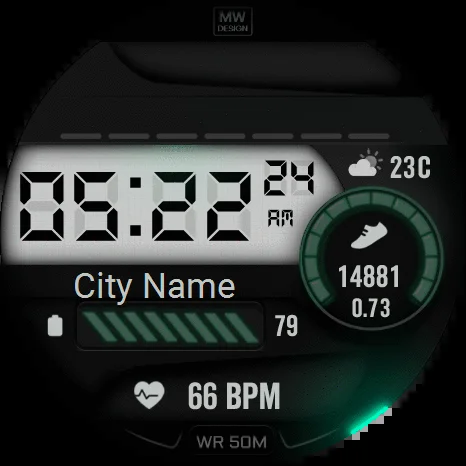 MW
DESIGN
23C
05:22
24
AM
14881
0.73
City Name
79
66 BPM
WR 50M